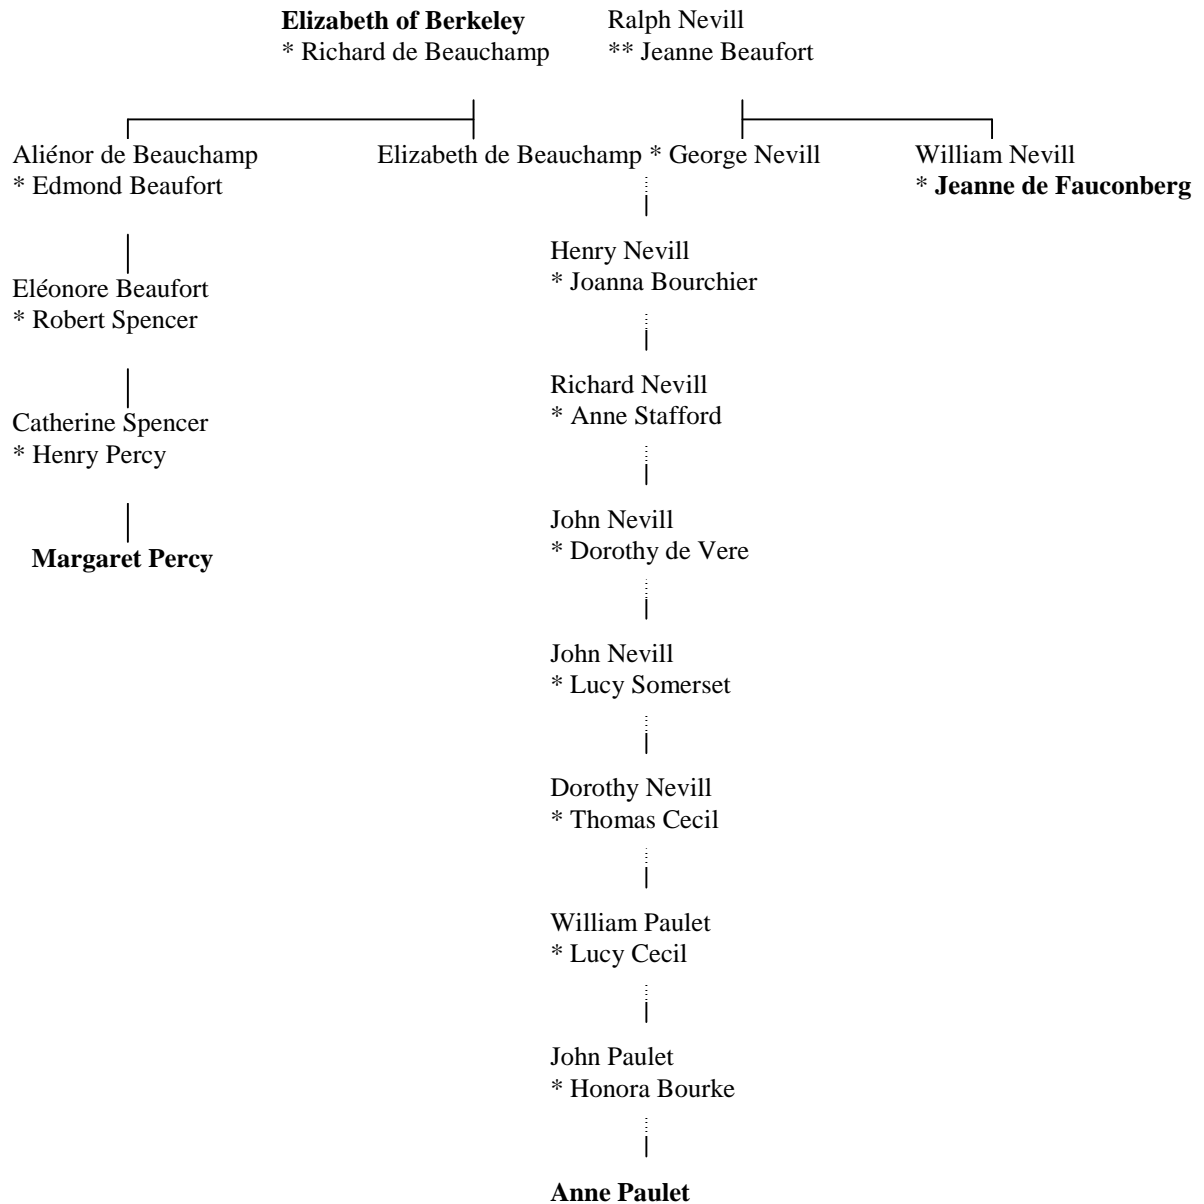 Elizabeth of Berkeley
* Richard de Beauchamp
Ralph Nevill
** Jeanne Beaufort
Aliénor de Beauchamp
* Edmond Beaufort
Elizabeth de Beauchamp * George Nevill
William Nevill
* Jeanne de Fauconberg
Henry Nevill
* Joanna Bourchier
Eléonore Beaufort
* Robert Spencer
Richard Nevill
* Anne Stafford
Catherine Spencer
* Henry Percy
John Nevill
* Dorothy de Vere
Margaret Percy
John Nevill
* Lucy Somerset
Dorothy Nevill
* Thomas Cecil
William Paulet
* Lucy Cecil
John Paulet
* Honora Bourke
Anne Paulet